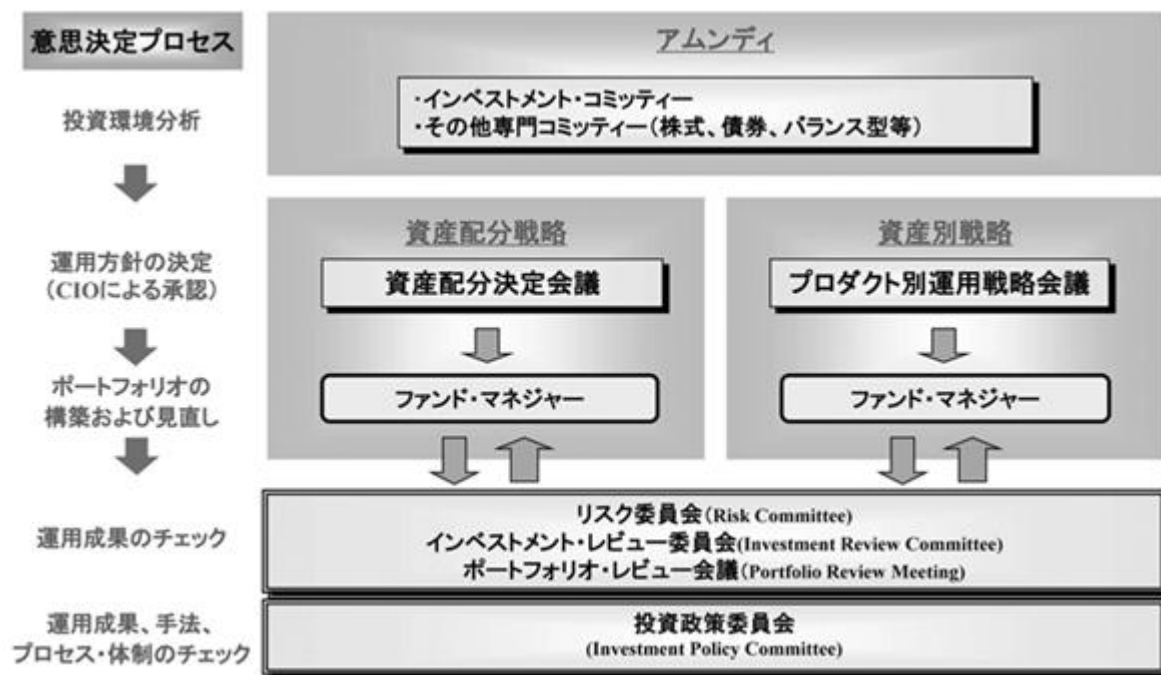 意思決定プロセス
アムンディ
投資環境分析
・インベストメント・コミッティー
・その他専門コミッティー（株式、債券、バランス型等）
資産配分戦略
資産別戦略
運用方針の決定
（CIOによる承認）
資産配分決定会議
プロダクト別運用戦略会議
ポートフォリオの
構築および見直し
ファンド・マネジャー
ファンド・マネジャー
運用成果のチェック
リスク委員会（Risk Committee)
インベストメント・レビュー委員会(Investment Review Committee)
ポートフォリオ・レビュー会議（Portfolio Review Meeting)
運用成果、手法、
プロセス・体制のチェック
投資政策委員会
(Investment Policy Committee)